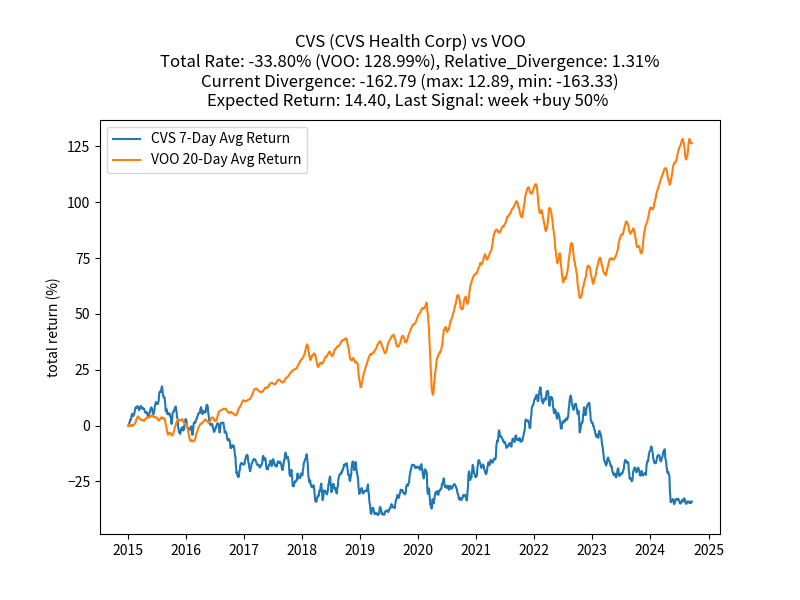 CVS (CVS Health Corp) vs VOO
Total Rate: -33.80% (VOO: 128.99%), Relative_Divergence: 1.31%
Current Divergence: -162.79 (max: 12.89, min: -163.33)
Expected Return: 14.40, Last Signal: week +buy 50%
CVS 7-Day Avg Return
VOO 20-Day Avg Return
total return (%)
125
100
75
50
25
0
−25
2015 2016 2017 2018 2019 2020 2021 2022 2023 2024 2025